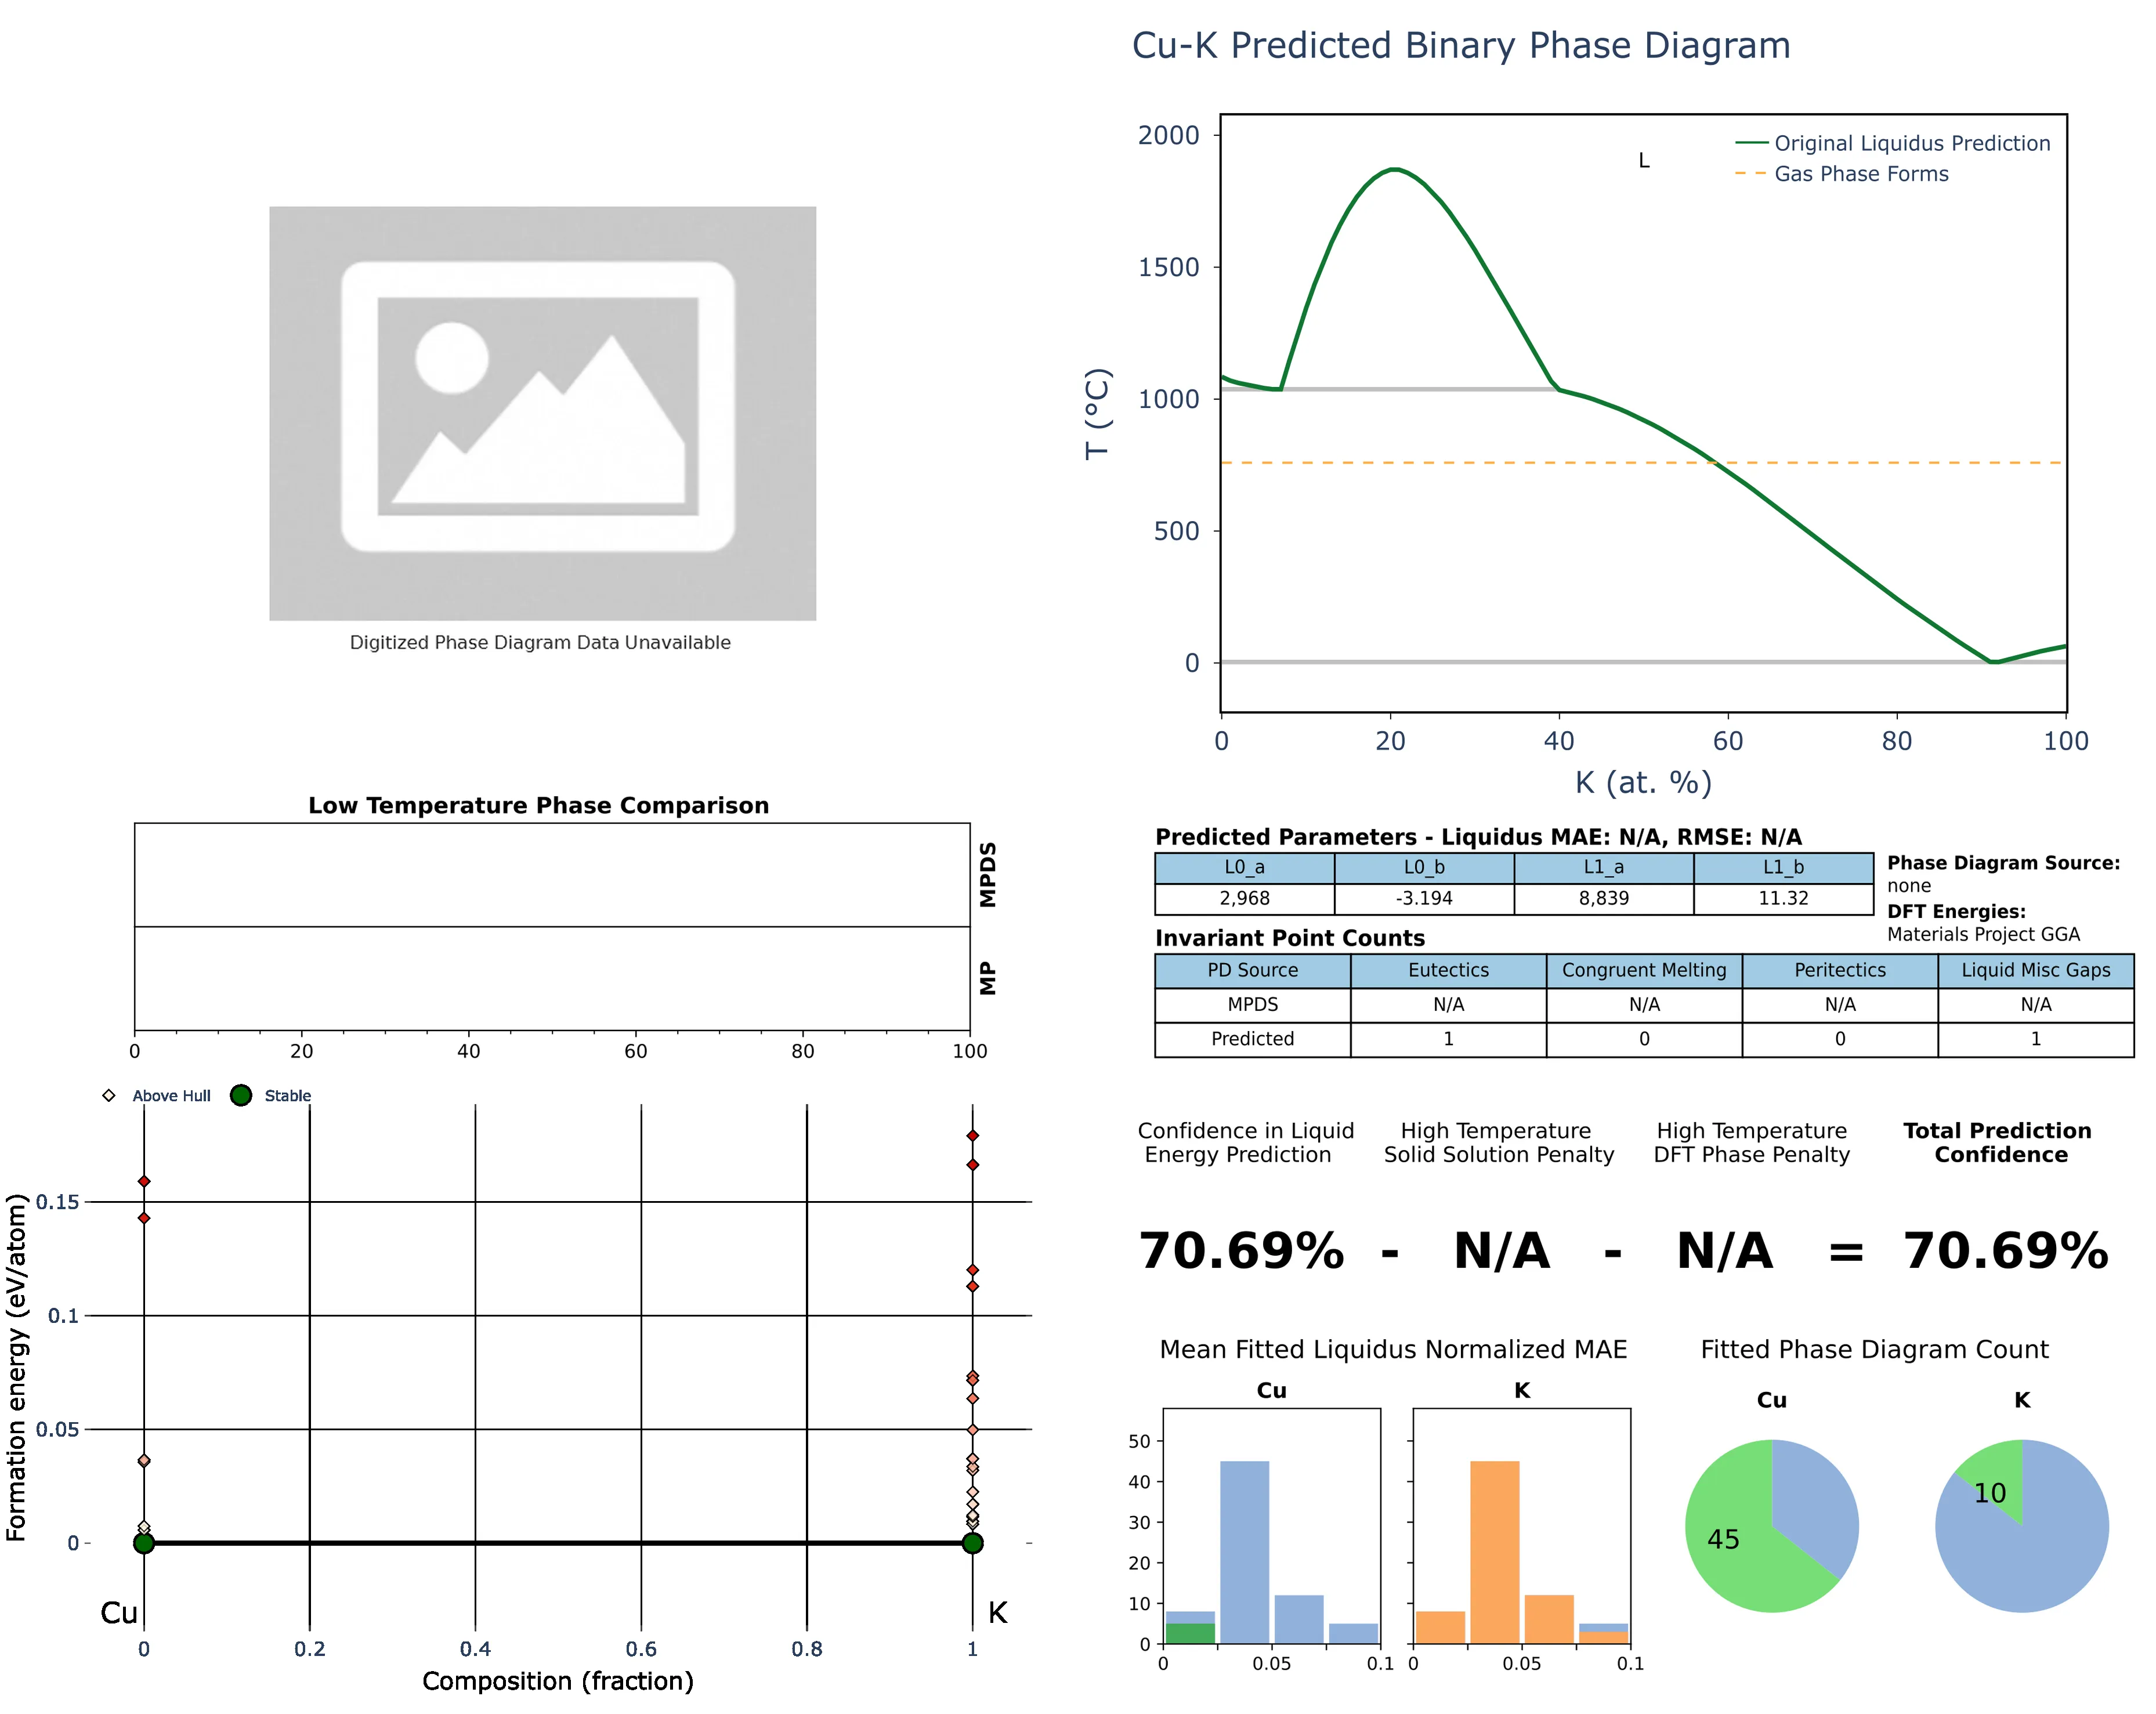 Cu-K Predicted Binary Phase Diagram
Digitized Phase Diagram Data Unavailable
2000
1500
1000
500
0
T (°C)
L
Original Liquidus Prediction
Gas Phase Forms
0 20 40 60 80 100
K (at. %)
Low Temperature Phase Comparison
MPDS
MP
0 20 40 60 80 100
Predicted Parameters - Liquidus MAE: N/A, RMSE: N/A
L0_a L0_b L1_a L1_b
2,968 -3.194 8,839 11.32
Phase Diagram Source:
none
DFT Energies:
Materials Project GGA
Invariant Point Counts
PD Source Eutectics Congruent Melting Peritectics Liquid Misc Gaps
MPDS N/A N/A N/A N/A
Predicted 1 0 0 1
Above Hull Stable
Formation energy (eV/atom)
0.15
0.1
0.05
0
Cu K
0 0.2 0.4 0.6 0.8 1
Composition (fraction)
Confidence in Liquid
Energy Prediction
High Temperature
Solid Solution Penalty
High Temperature
DFT Phase Penalty
Total Prediction
Confidence
70.69% - N/A - N/A = 70.69%
Mean Fitted Liquidus Normalized MAE
Cu K
50
40
30
20
10
0
0 0.05 0.1 0 0.05 0.1
Fitted Phase Diagram Count
Cu K
45 10